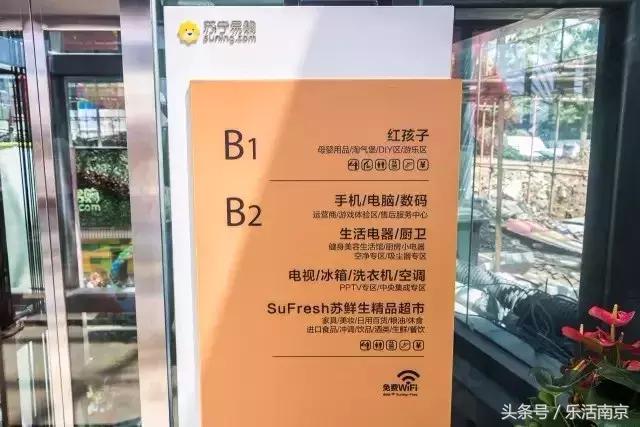 苏宁易购
suning.com
B1
红孩子
母婴用品/淘气堡/DIY区/游乐区
B2
手机/电脑/数码
运营商/游戏体验区/售后服务中心
生活电器/厨卫
健身美容生活馆/厨房小电器
空净专区/吸尘器专区
电视/冰箱/洗衣机/空调
PPTV专区/中央集成专区
SuFresh苏鲜生精品超市
家具/美妆/日用百货/粮油/休食
进口食品/冲调/饮品/酒类/生鲜/餐饮
免费WiFi
头条号/乐活南京